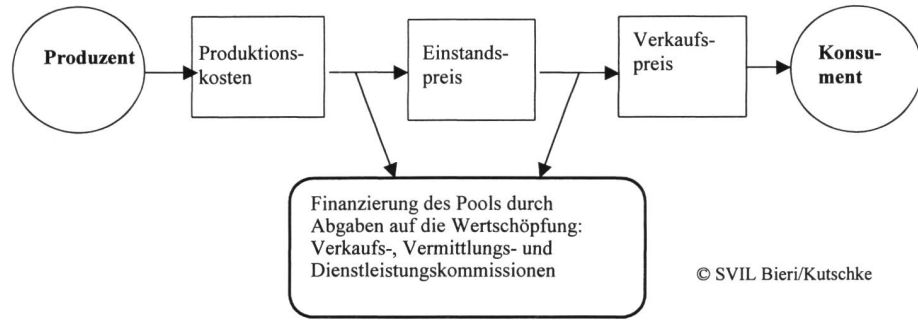 Produzent
Produktions-
kosten
Einstands-
preis
Verkaufs-
preis
Konsu-
ment
Finanzierung des Pools durch
Abgaben auf die Wertschöpfung:
Verkaufs-, Vermittlungs- und
Dienstleistungskommissionen
© SVIL Bieri/Kutschke